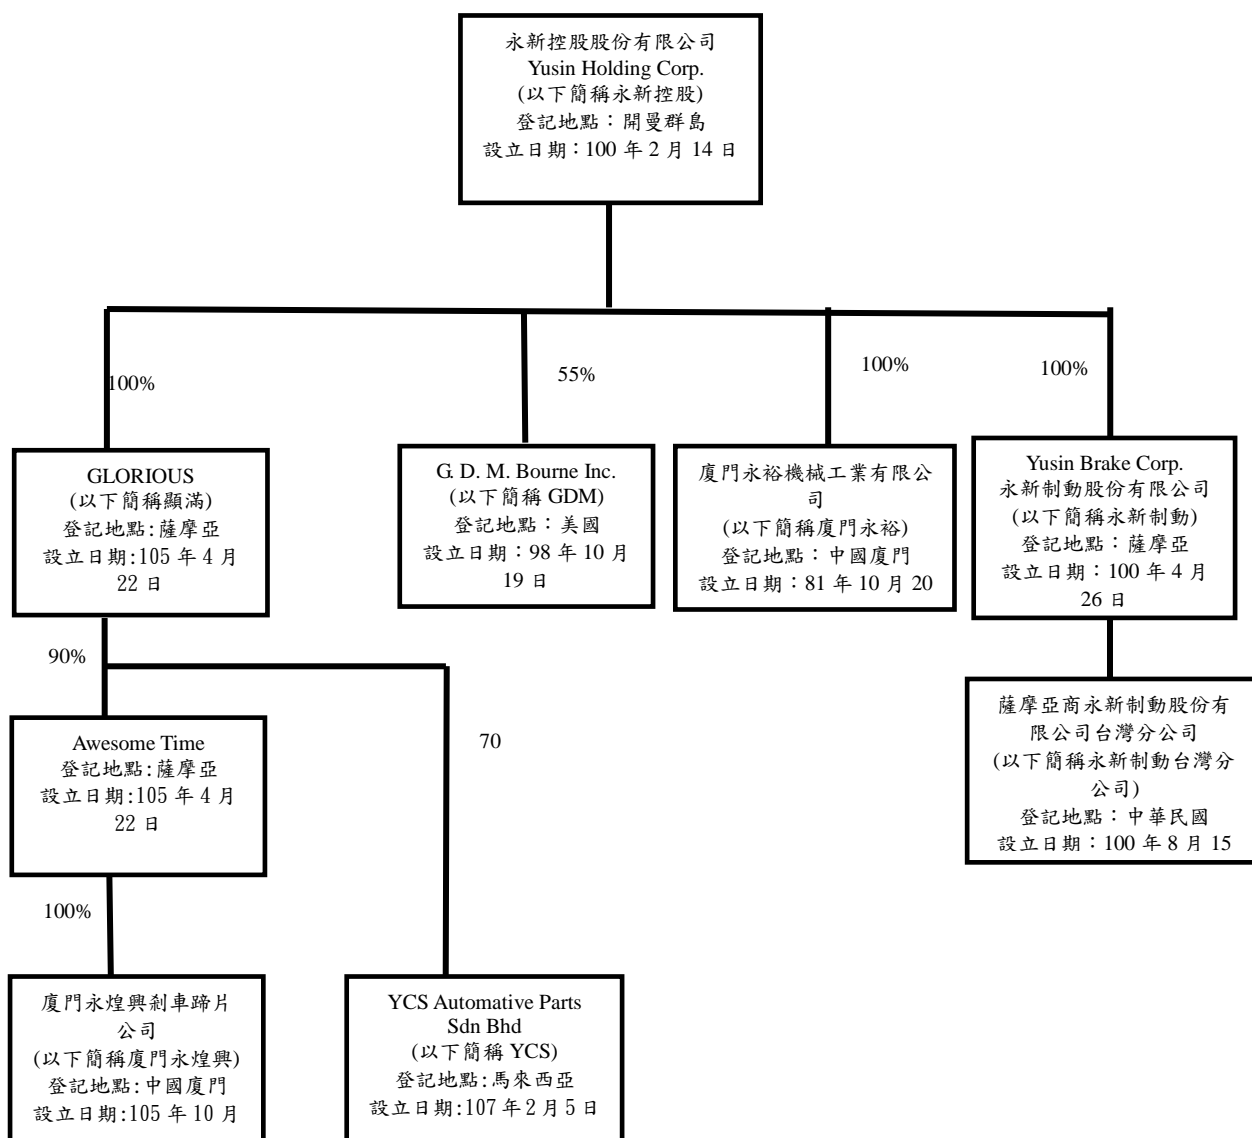 永新控股股份有限公司
Yusin Holding Corp.
(以下簡稱永新控股)
登記地點：開曼群島
設立日期：100 年 2 月 14 日
100%
55%
100%
100%
GLORIOUS
(以下簡稱顯滿)
登記地點:薩摩亞
設立日期:105 年 4 月
22 日
G. D. M. Bourne Inc.
(以下簡稱 GDM)
登記地點：美國
設立日期：98 年 10 月
19 日
廈門永裕機械工業有限公
司
(以下簡稱廈門永裕)
登記地點：中國廈門
設立日期：81 年 10 月 20
Yusin Brake Corp.
永新制動股份有限公司
(以下簡稱永新制動)
登記地點：薩摩亞
設立日期：100 年 4 月
26 日
90%
70
Awesome Time
登記地點:薩摩亞
設立日期:105 年 4 月
22 日
薩摩亞商永新制動股份有
限公司台灣分公司
(以下簡稱永新制動台灣分
公司)
登記地點：中華民國
設立日期：100 年 8 月 15
100%
廈門永煌興剎車蹄片
公司
(以下簡稱廈門永煌興)
登記地點:中國廈門
設立日期:105 年 10 月
YCS Automative Parts
Sdn Bhd
(以下簡稱 YCS)
登記地點:馬來西亞
設立日期:107 年 2 月 5 日